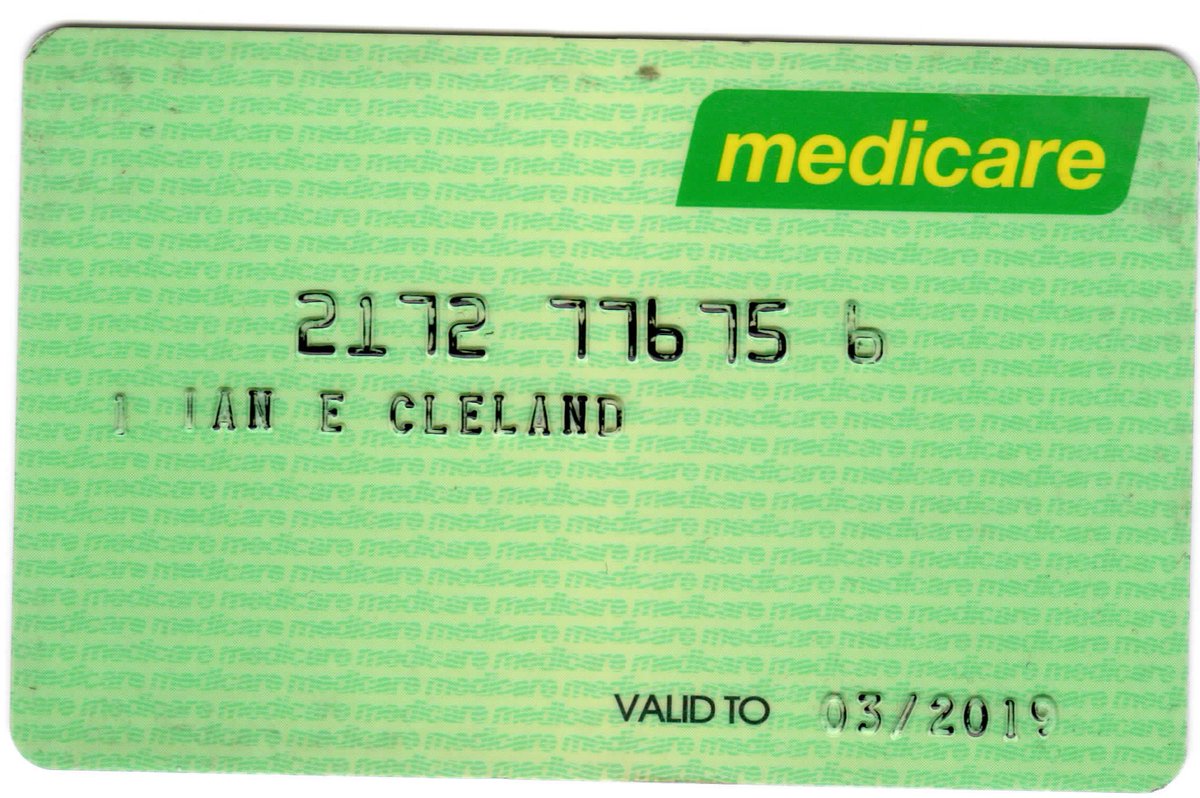 medicare
2172 77675 6
1 IAN E CLELAND
VALID TO 03/2019